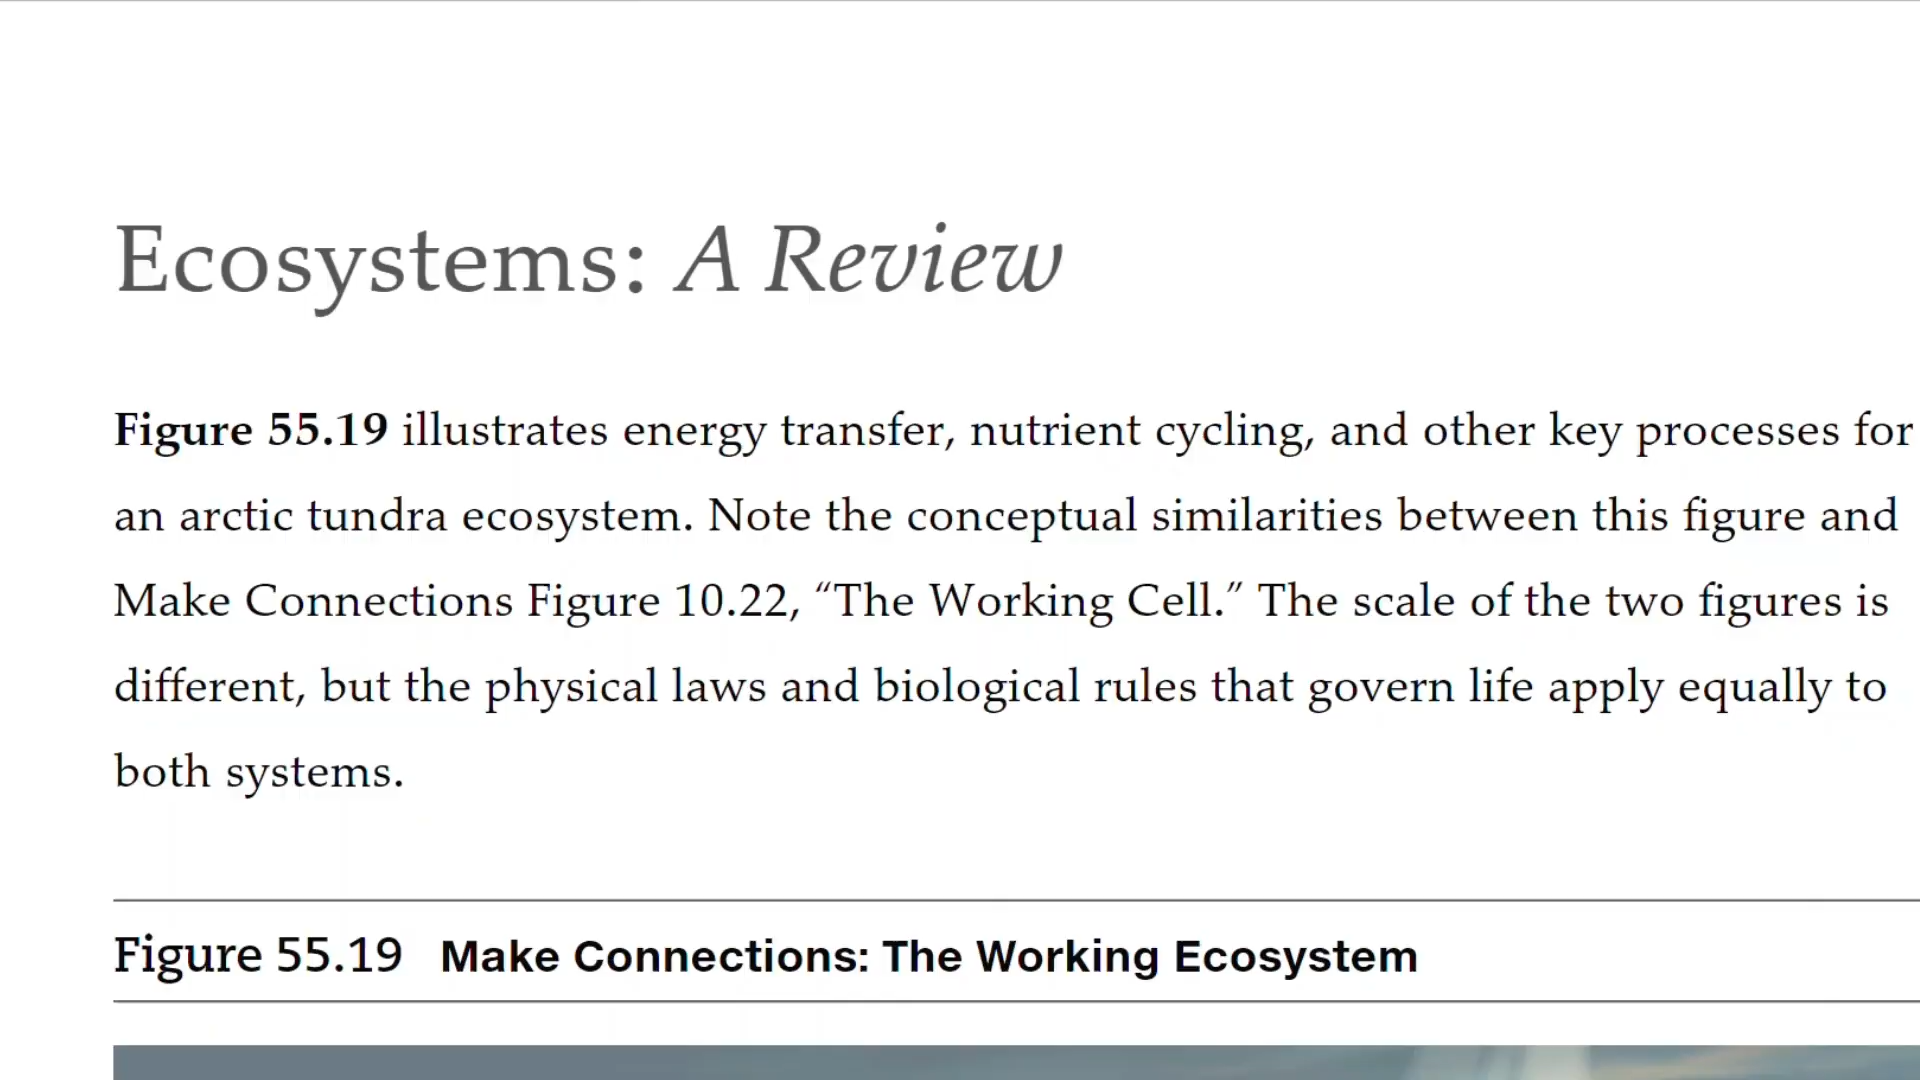 Ecosystems: A Review
Figure 55.19 illustrates energy transfer, nutrient cycling, and other key processes for
an arctic tundra ecosystem. Note the conceptual similarities between this figure and
Make Connections Figure 10.22, “The Working Cell.” The scale of the two figures is
different, but the physical laws and biological rules that govern life apply equally to
both systems.
Figure 55.19 Make Connections: The Working Ecosystem